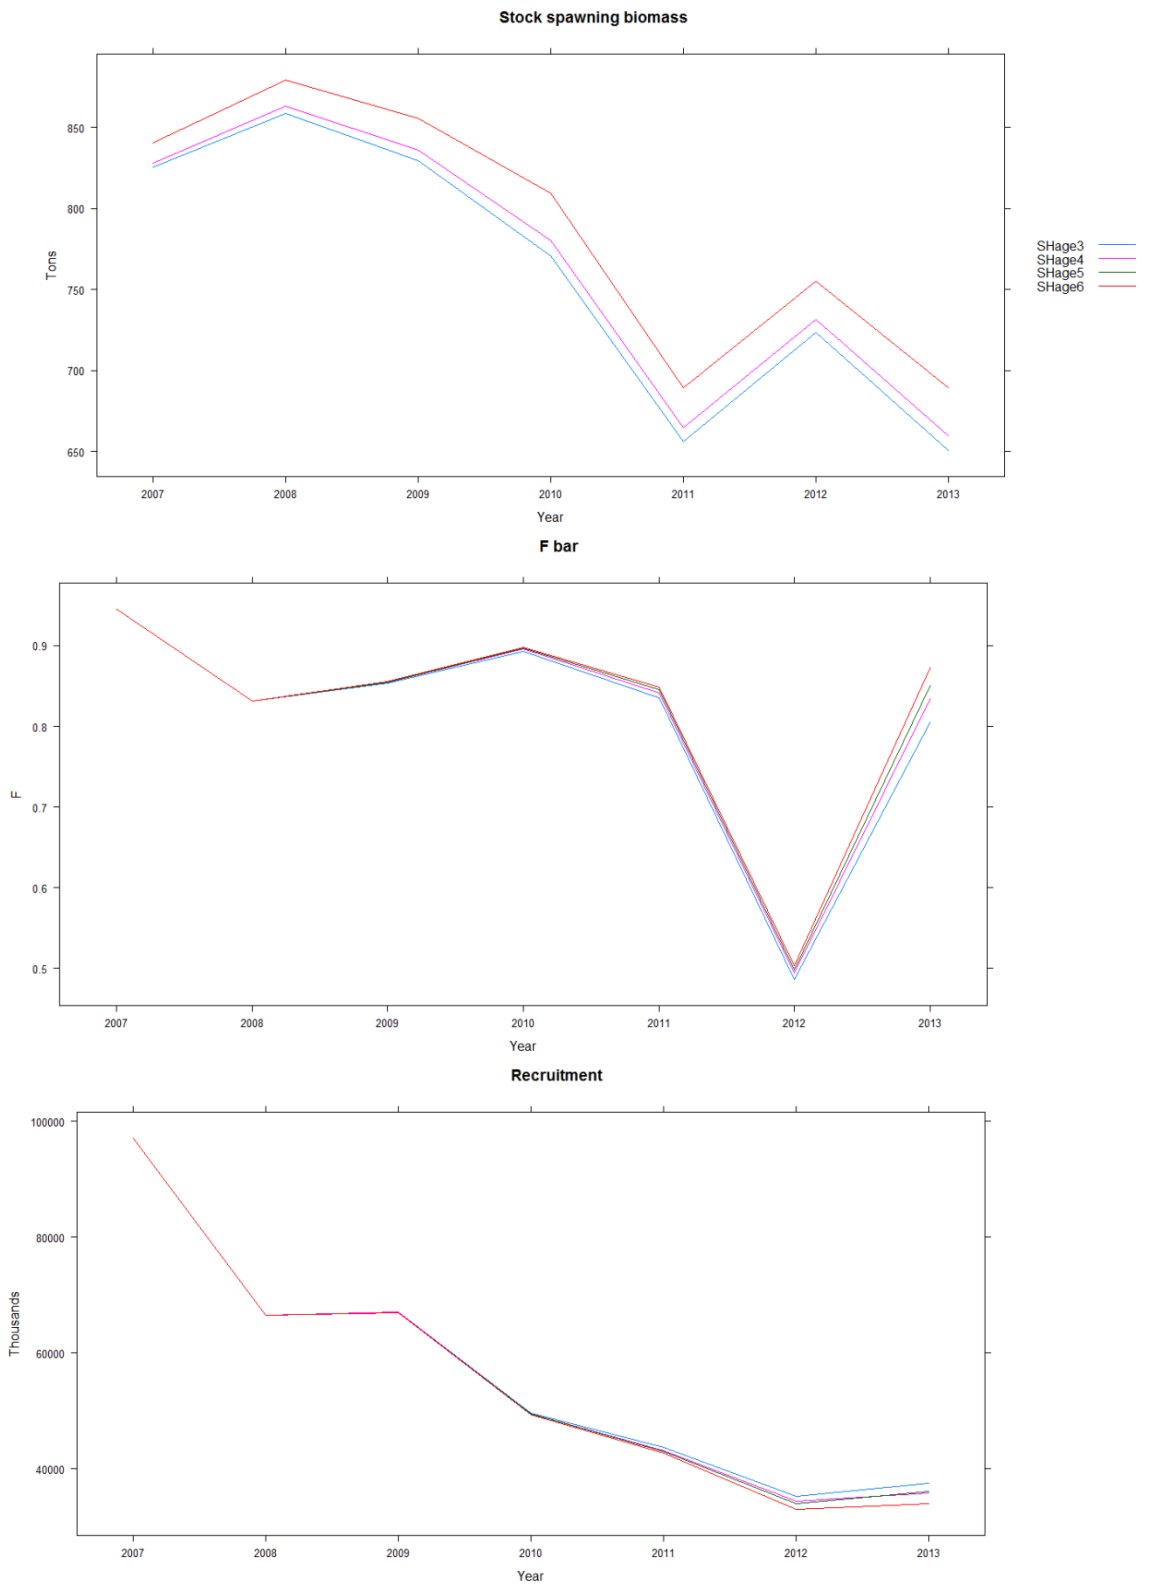 Stock spawning biomass
850
800
750
700
650
Tons
2007 2008 2009 2010 2011 2012 2013
Year
SHage3
SHage4
SHage5
SHage6
F bar
0.9
0.8
0.7
0.6
0.5
F
2007 2008 2009 2010 2011 2012 2013
Year
Recruitment
100000
80000
60000
40000
Thousands
2007 2008 2009 2010 2011 2012 2013
Year